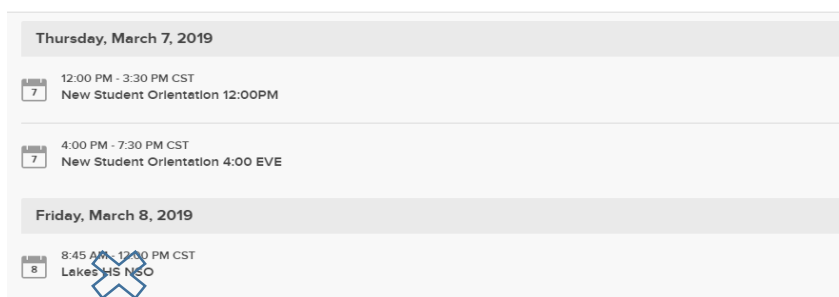 Thursday, March 7, 2019
12:00 PM - 3:30 PM CST
7
New Student Orientation 12:00PM
4:00 PM - 7:30 PM CST
7
New Student Orientation 4:00 EVE
Friday, March 8, 2019
8:45 AM - 12:00 PM CST
8
Lakes HS NSO